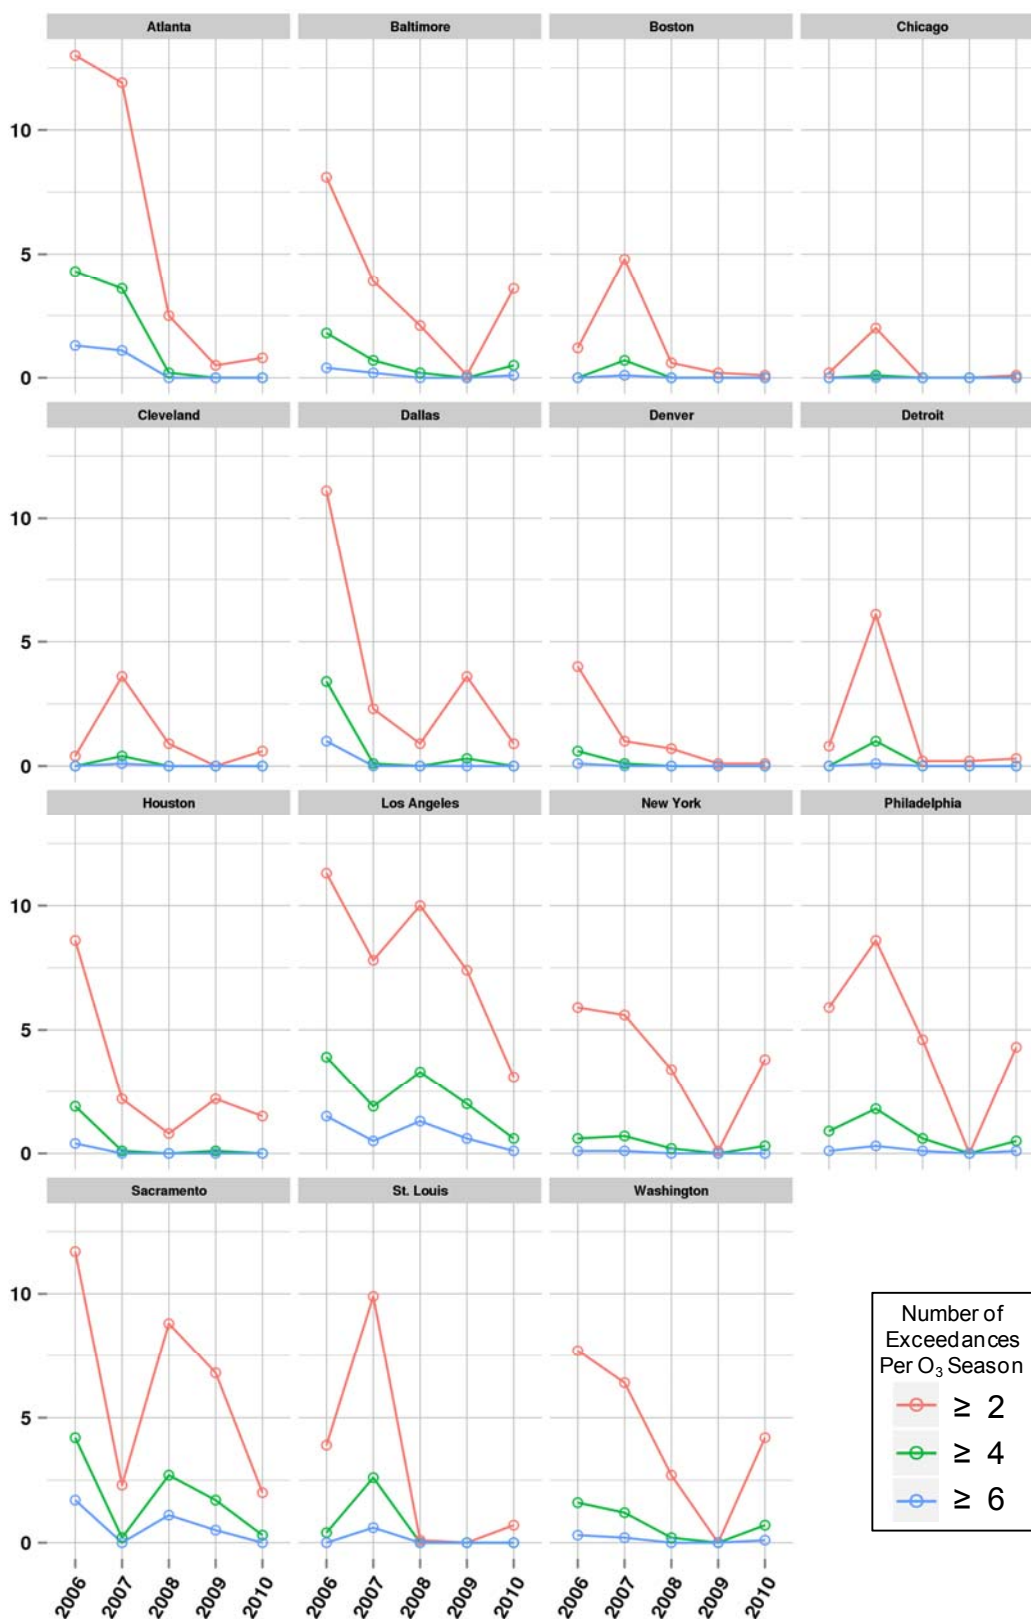 Atlanta Baltimore Boston Chicago
10
5
0
Cleveland Dallas Denver Detroit
10
5
0
Houston Los Angeles New York Philadelphia
10
5
0
Sacramento St. Louis Washington
10
5
0
2006 2007 2008 2009 2010 2006 2007 2008 2009 2010 2006 2007 2008 2009 2010
Number of
Exceedances
Per O₃ Season
≥ 2
≥ 4
≥ 6